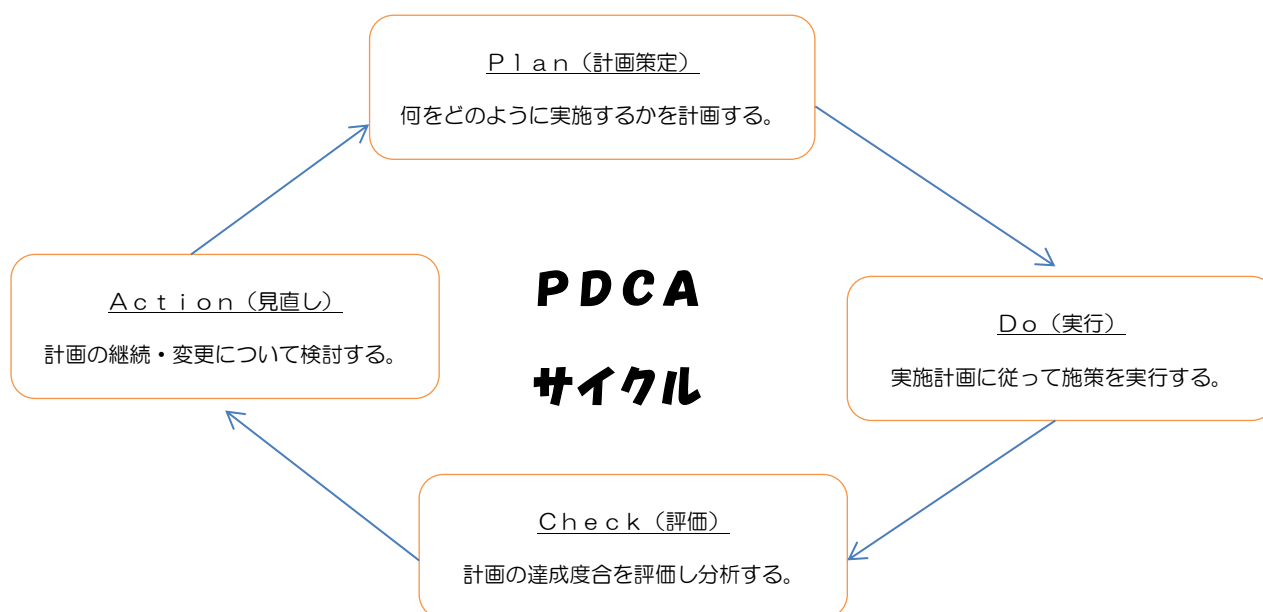 Ｐｌａｎ（計画策定）
何をどのように実施するかを計画する。
Ａｃｔｉｏｎ（見直し）
計画の継続・変更について検討する。
ＰＤＣＡ
サイクル
Ｄｏ（実行）
実施計画に従って施策を実行する。
Ｃｈｅｃｋ（評価）
計画の達成度合を評価し分析する。